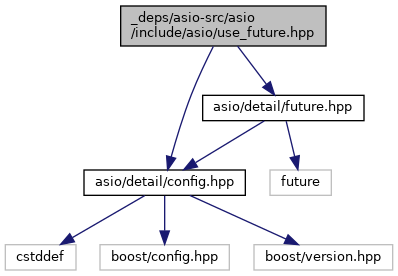 _deps/asio-src/asio
/include/asio/use_future.hpp
asio/detail/future.hpp
asio/detail/config.hpp
future
cstddef
boost/config.hpp
boost/version.hpp